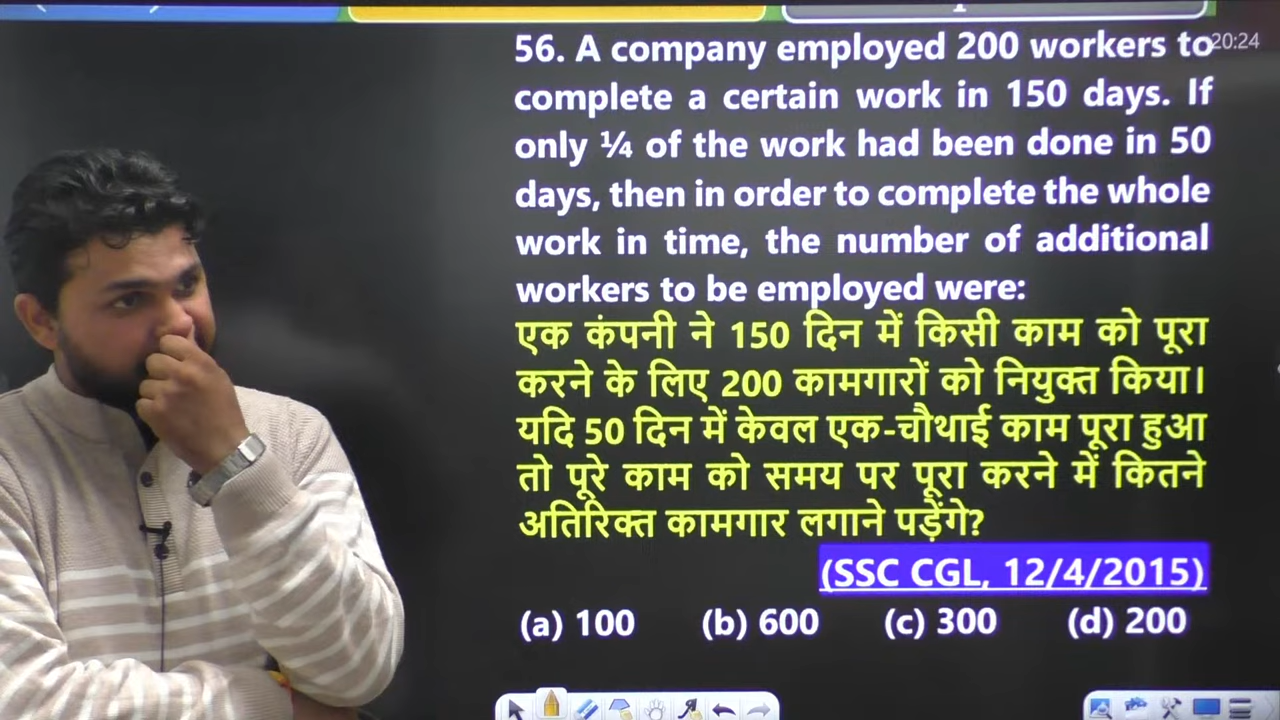 20:24
56. A company employed 200 workers to
complete a certain work in 150 days. If
only ¼ of the work had been done in 50
days, then in order to complete the whole
work in time, the number of additional
workers to be employed were:
एक कंपनी ने 150 दिन में किसी काम को पूरा
करने के लिए 200 कामगारों को नियुक्त किया।
यदि 50 दिन में केवल एक-चौथाई काम पूरा हुआ
तो पूरे काम को समय पर पूरा करने में कितने
अतिरिक्त कामगार लगाने पड़ेंगे?
(SSC CGL, 12/4/2015)
(a) 100 (b) 600 (c) 300 (d) 200